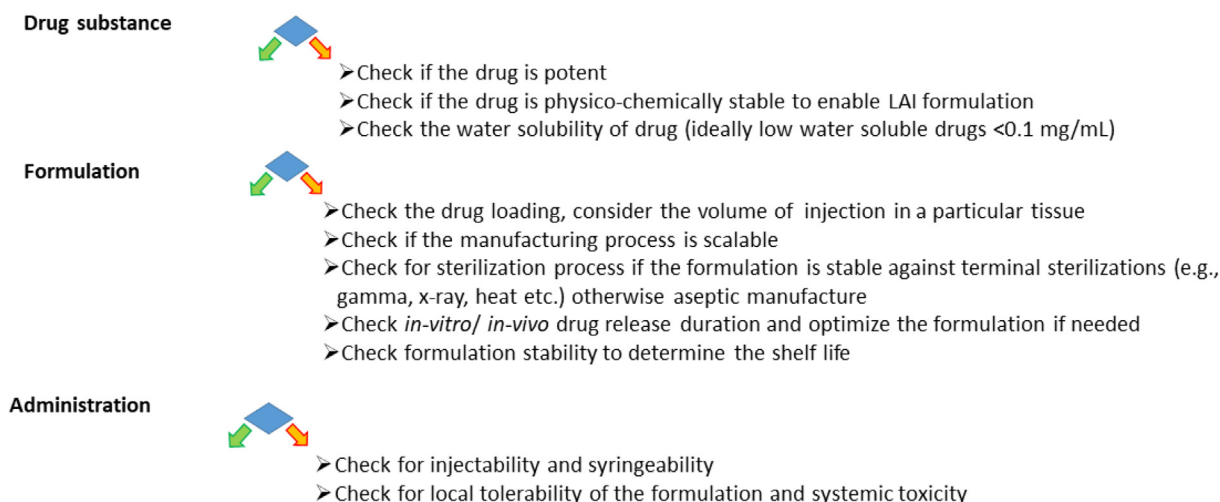 Drug substance
➤Check if the drug is potent
➤Check if the drug is physico-chemically stable to enable LAI formulation
➤Check the water solubility of drug (ideally low water soluble drugs <0.1 mg/mL)
Formulation
➤Check the drug loading, consider the volume of injection in a particular tissue
➤Check if the manufacturing process is scalable
➤Check for sterilization process if the formulation is stable against terminal sterilizations (e.g.,
gamma, x-ray, heat etc.) otherwise aseptic manufacture
➤Check in-vitro/ in-vivo drug release duration and optimize the formulation if needed
➤Check formulation stability to determine the shelf life
Administration
➤Check for injectability and syringeability
➤Check for local tolerability of the formulation and systemic toxicity